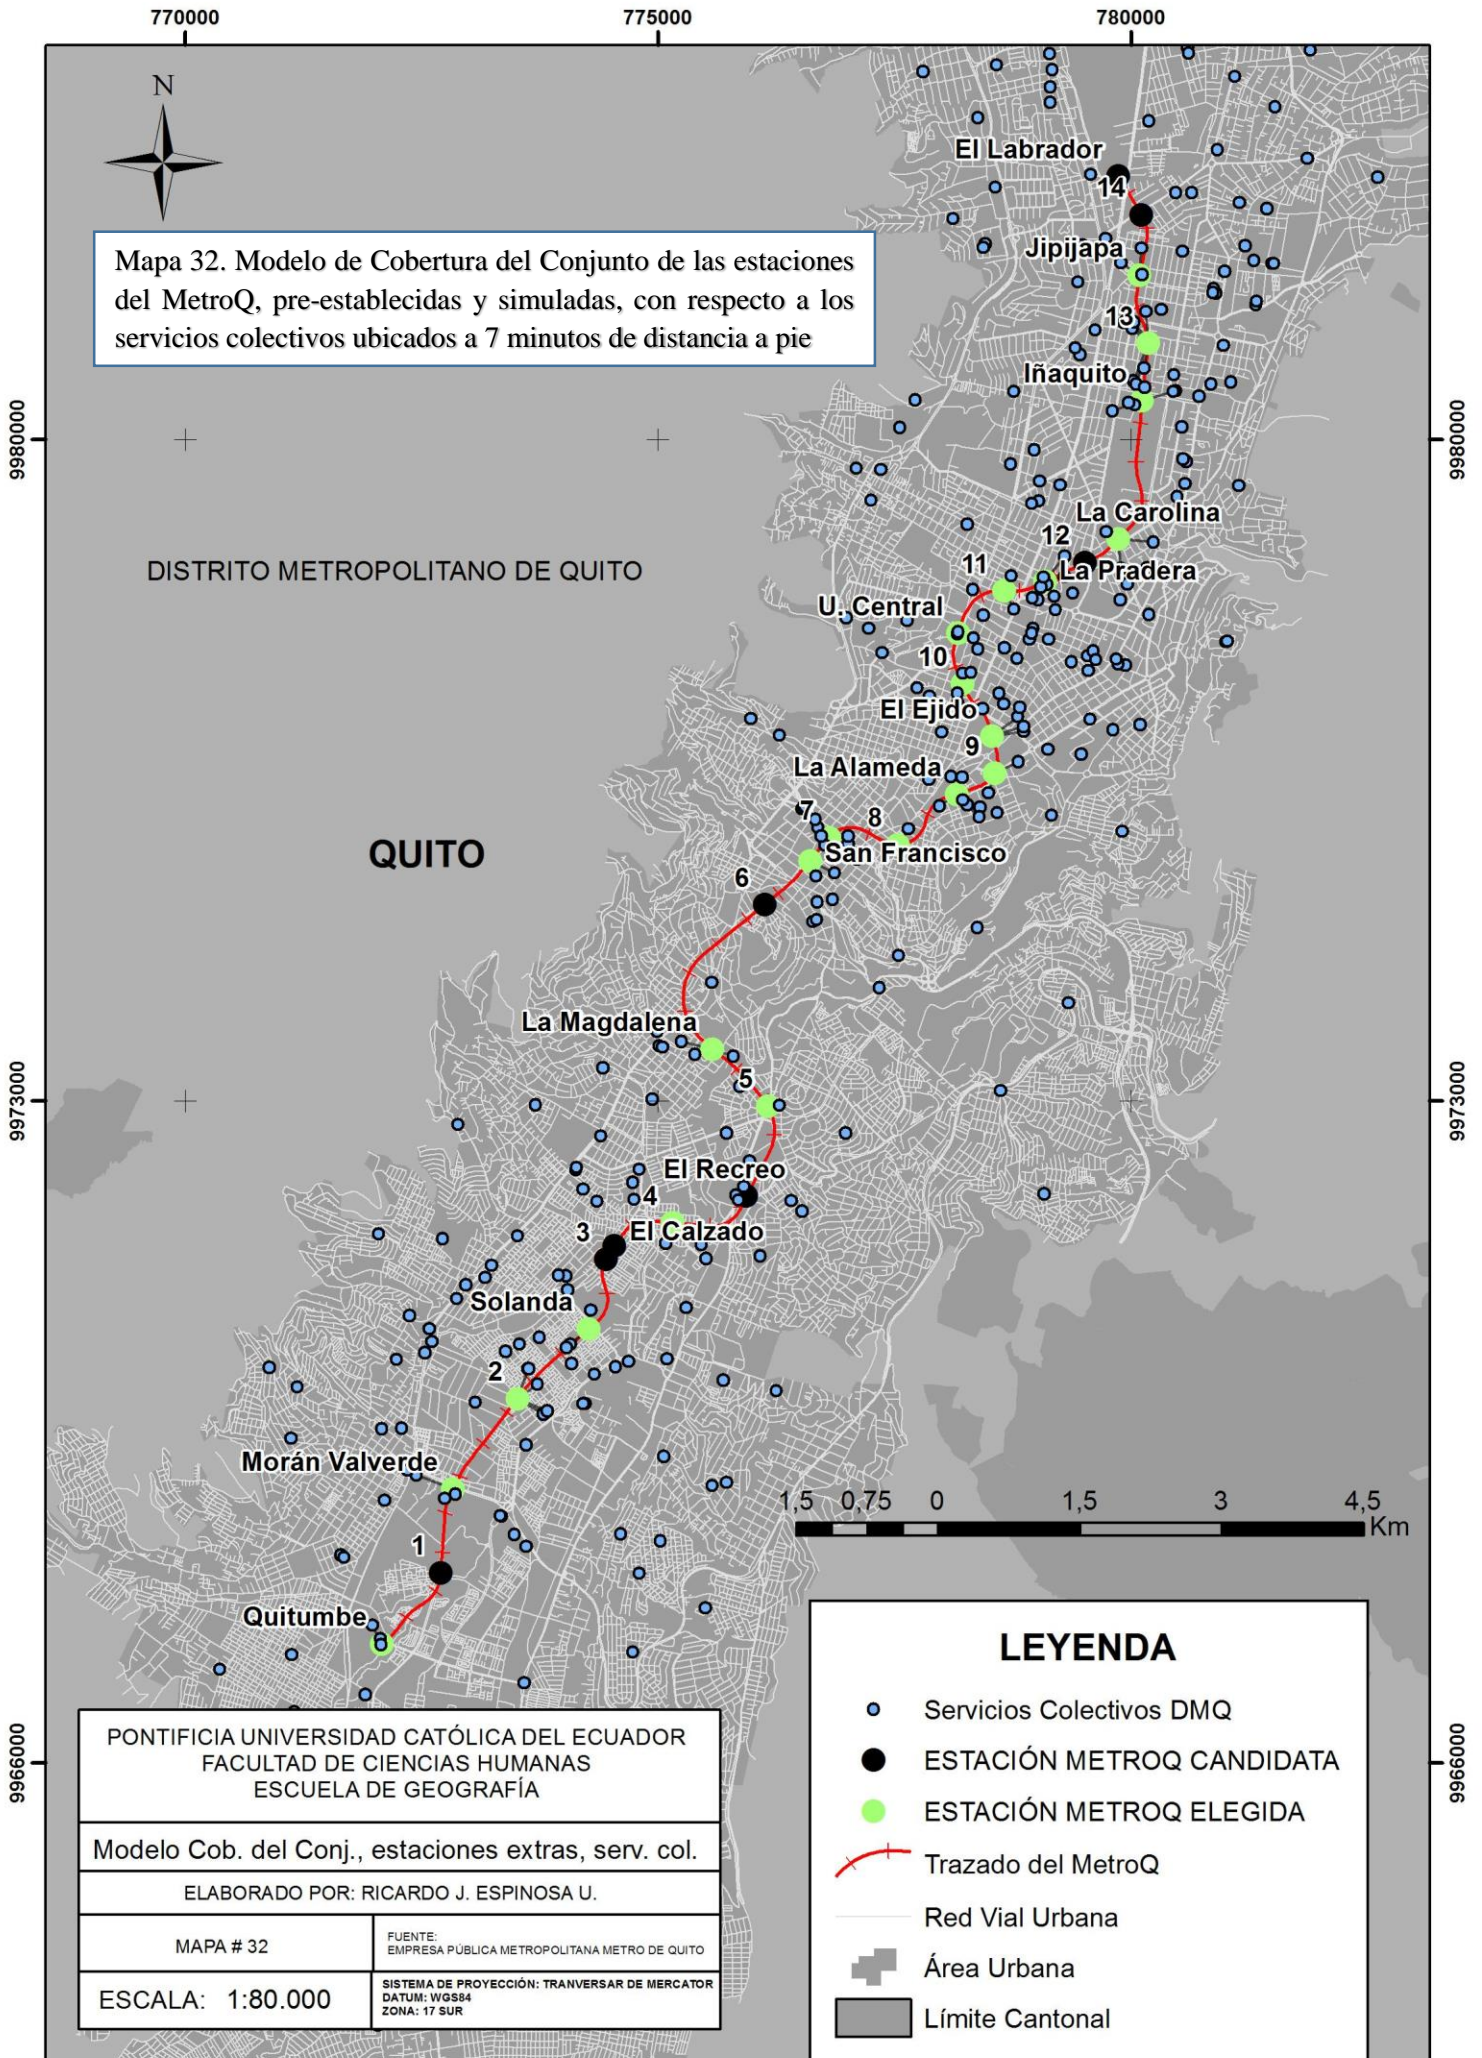 770000
775000
780000
N
El Labrador
14
Mapa 32. Modelo de Cobertura del Conjunto de las estaciones
del MetroQ, pre-establecidas y simuladas, con respecto a los
servicios colectivos ubicados a 7 minutos de distancia a pie
Jipijapa
13
Iñaquito
9980000
9980000
La Carolina
12
DISTRITO METROPOLITANO DE QUITO
11
La Pradera
U. Central
10
El Ejido
9
La Alameda
7
8
QUITO
San Francisco
6
La Magdalena
5
9973000
9973000
El Recreo
4
3
El Calzado
Solanda
2
Morán Valverde
1,5 0,75 0 1,5 3 4,5
Km
1
Quitumbe
LEYENDA
Servicios Colectivos DMQ
ESTACIÓN METROQ CANDIDATA
ESTACIÓN METROQ ELEGIDA
Trazado del MetroQ
Red Vial Urbana
Área Urbana
Límite Cantonal
9966000
9966000
PONTIFICIA UNIVERSIDAD CATÓLICA DEL ECUADOR
FACULTAD DE CIENCIAS HUMANAS
ESCUELA DE GEOGRAFÍA
Modelo Cob. del Conj., estaciones extras, serv. col.
ELABORADO POR: RICARDO J. ESPINOSA U.
MAPA # 32
FUENTE:
EMPRESA PÚBLICA METROPOLITANA METRO DE QUITO
ESCALA: 1:80.000
SISTEMA DE PROYECCIÓN: TRANVERSAR DE MERCATOR
DATUM: WGS84
ZONA: 17 SUR